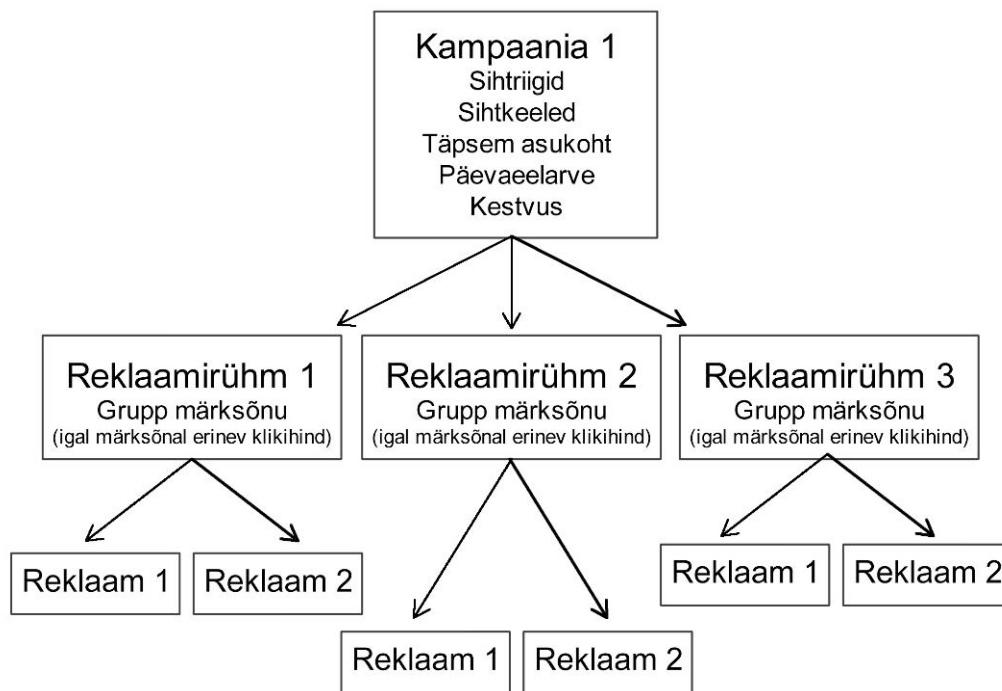 Kampaania 1
Sihtriigid
Sihtkeeled
Täpsem asukoht
Päevaeelarve
Kestvus
Reklaamirühm 1
Grupp märksõnu
(igal märksõnal erinev klikihind)
Reklaamirühm 2
Grupp märksõnu
(igal märksõnal erinev klikihind)
Reklaamirühm 3
Grupp märksõnu
(igal märksõnal erinev klikihind)
Reklaam 1
Reklaam 2
Reklaam 1
Reklaam 2
Reklaam 1
Reklaam 2